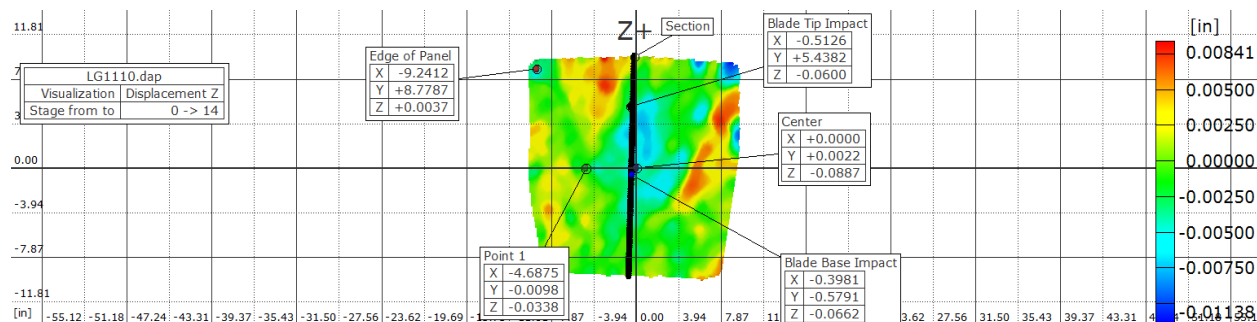 11.81
Z+
Section
Blade Tip Impact
X -0.5126
Y +5.4382
Z -0.0600
[in]
0.00841
0.00500
0.00250
0.00000
-0.00250
-0.00500
-0.00750
-0.01138
Edge of Panel
X -9.2412
Y +8.7787
Z +0.0037
LG1110.dap
Visualization Displacement Z
Stage from to 0 -> 14
Center
X +0.0000
Y +0.0022
Z -0.0887
0.00
-3.94
-7.87
-11.81
Point 1
X -4.6875
Y -0.0098
Z -0.0338
Blade Base Impact
X -0.3981
Y -0.5791
Z -0.0662
[in] -55.12 -51.18 -47.24 -43.31 -39.37 -35.43 -31.50 -27.56 -23.62 -19.69 -3.94 0.00 3.94 7.87 27.56 31.50 35.43 39.37 43.31